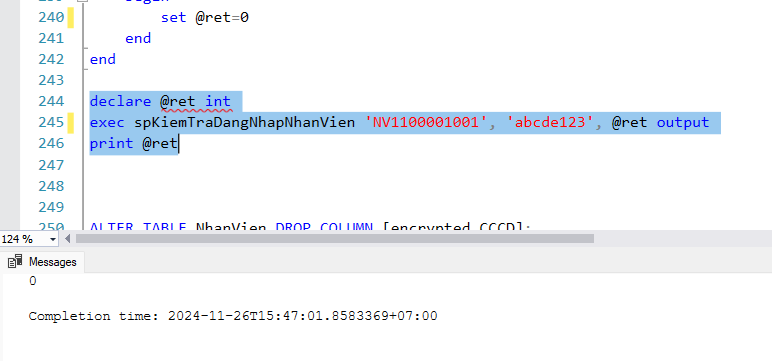 240 set @ret=0
241 end
242 end
243
244 declare @ret int
245 exec spKiemTraDangNhapNhanVien 'NV1100001001', 'abcde123', @ret output
246 print @ret
247
248
249
250 ALTER TABLE NhanVien DROP COLUMN [encrypted_CCCD];
124 %
Messages
0
Completion time: 2024-11-26T15:47:01.8583369+07:00